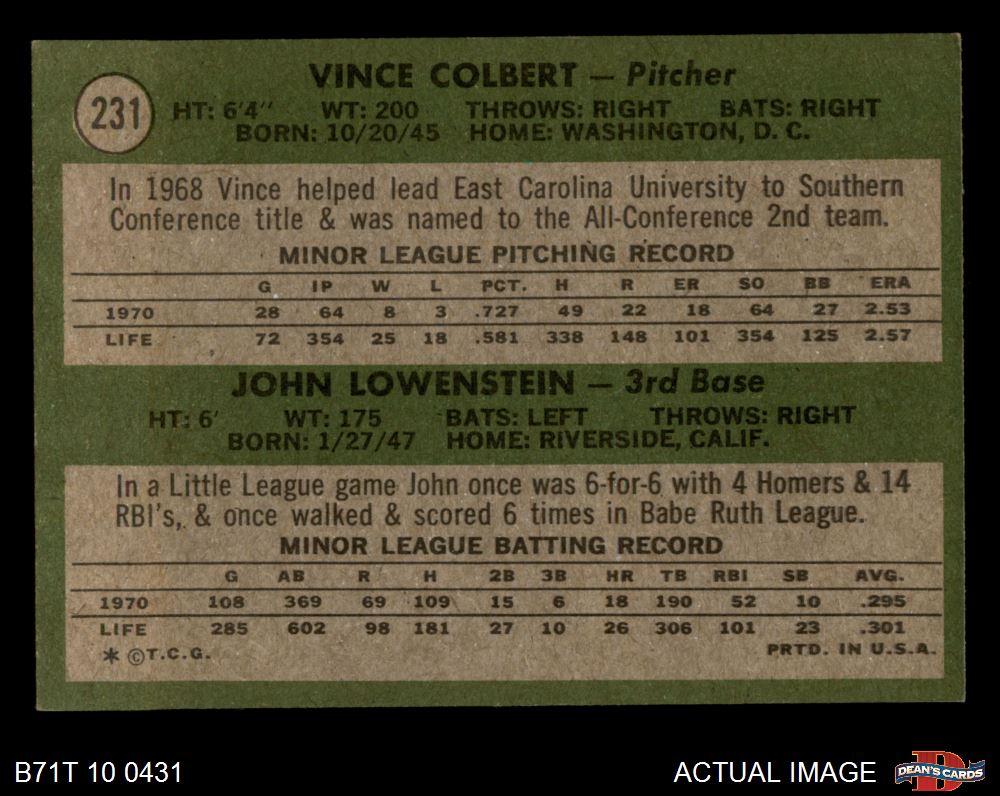 231
VINCE COLBERT — Pitcher
HT: 6'4" WT: 200 THROWS: RIGHT BATS: RIGHT
BORN: 10/20/45 HOME: WASHINGTON, D. C.
In 1968 Vince helped lead East Carolina University to Southern
Conference title & was named to the All-Conference 2nd team.
MINOR LEAGUE PITCHING RECORD
G IP W L PCT. H R ER SO BB ERA
1970 28 64 8 3 .727 49 22 18 64 27 2.53
LIFE 72 354 25 18 .581 338 148 101 354 125 2.57
JOHN LOWENSTEIN — 3rd Base
HT: 6' WT: 175 BATS: LEFT THROWS: RIGHT
BORN: 1/27/47 HOME: RIVERSIDE, CALIF.
In a Little League game John once was 6-for-6 with 4 Homers & 14
RBI's, & once walked & scored 6 times in Babe Ruth League.
MINOR LEAGUE BATTING RECORD
G AB R H 2B 3B HR TB RBI SB AVG.
1970 108 369 69 109 15 6 18 190 52 10 .295
LIFE 285 602 98 181 27 10 26 306 101 23 .301
* ©T.C.G. PRTD. IN U.S.A.
B71T 10 0431 ACTUAL IMAGE DEAN'S CARDS